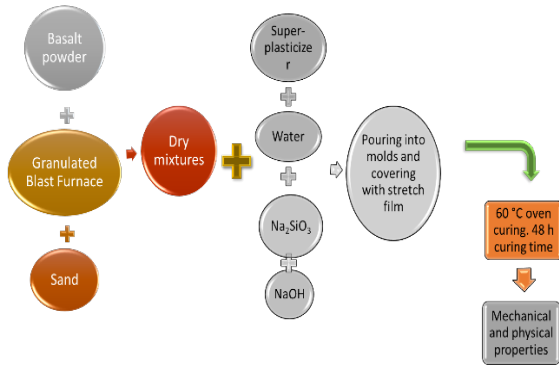 Basalt
powder
Granulated
Blast Furnace
Sand
Dry
mixtures
Super-
plasticize
r
Water
Na₂SiO₃
NaOH
Pouring into
molds and
covering
with stretch
film
60 °C oven
curing. 48 h
curing time
Mechanical
and physical
properties